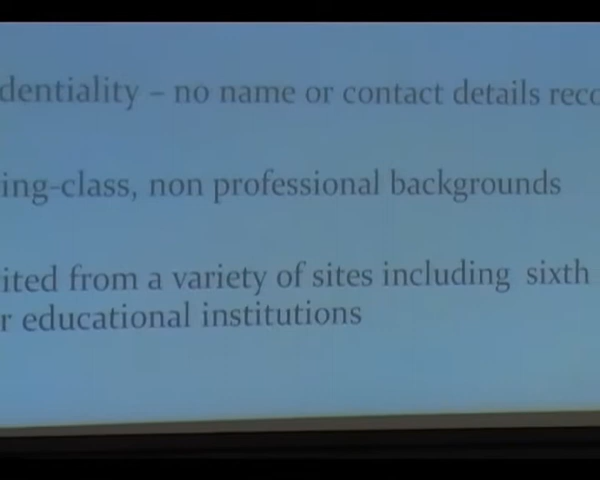 dentiality – no name or contact details reco
ing-class, non professional backgrounds
ited from a variety of sites including sixth
r educational institutions